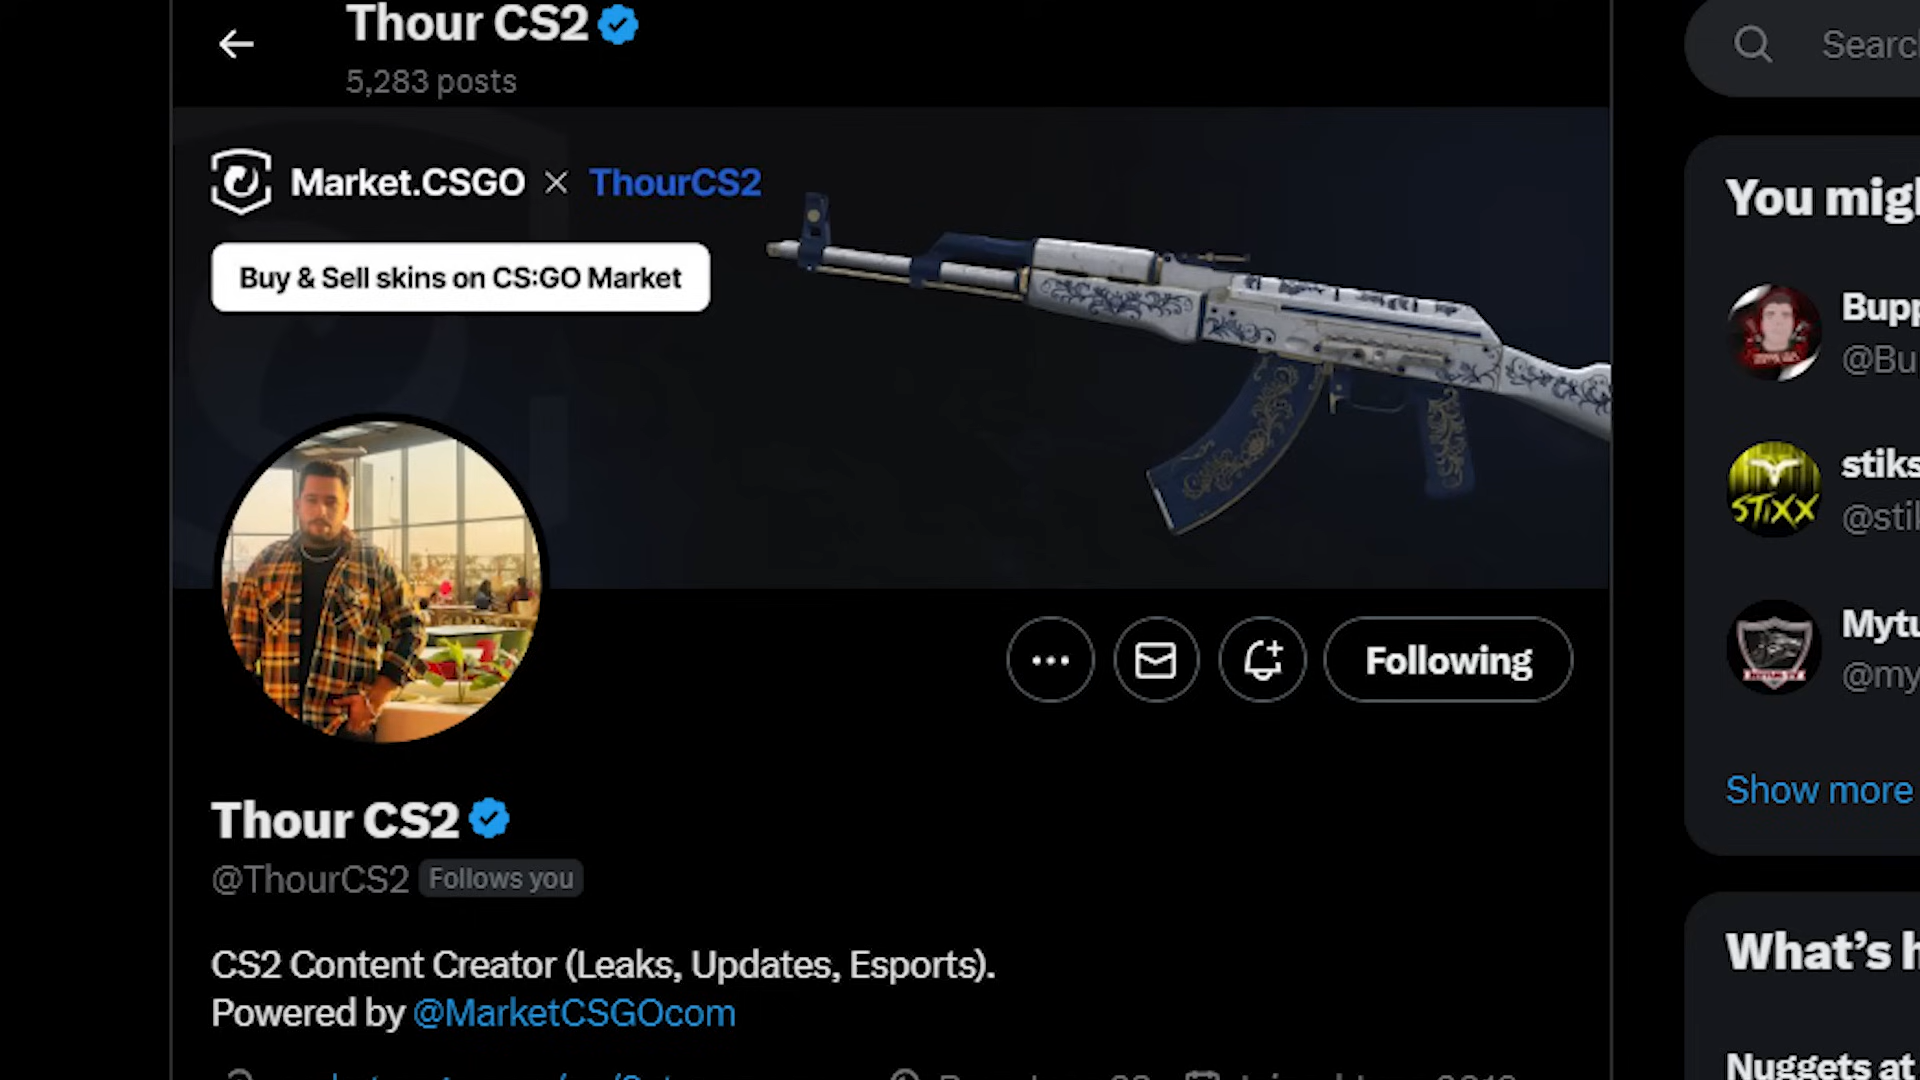 Thour CS2
5,283 posts
Market.CSGO × ThourCS2
Buy & Sell skins on CS:GO Market
Following
Thour CS2
@ThourCS2 Follows you
CS2 Content Creator (Leaks, Updates, Esports).
Powered by @MarketCSGOcom
Searc
You mig
Bupp
@Bu
stiks
@stil
STiXX
Mytu
@my
Show more
What's h
Nuggets at